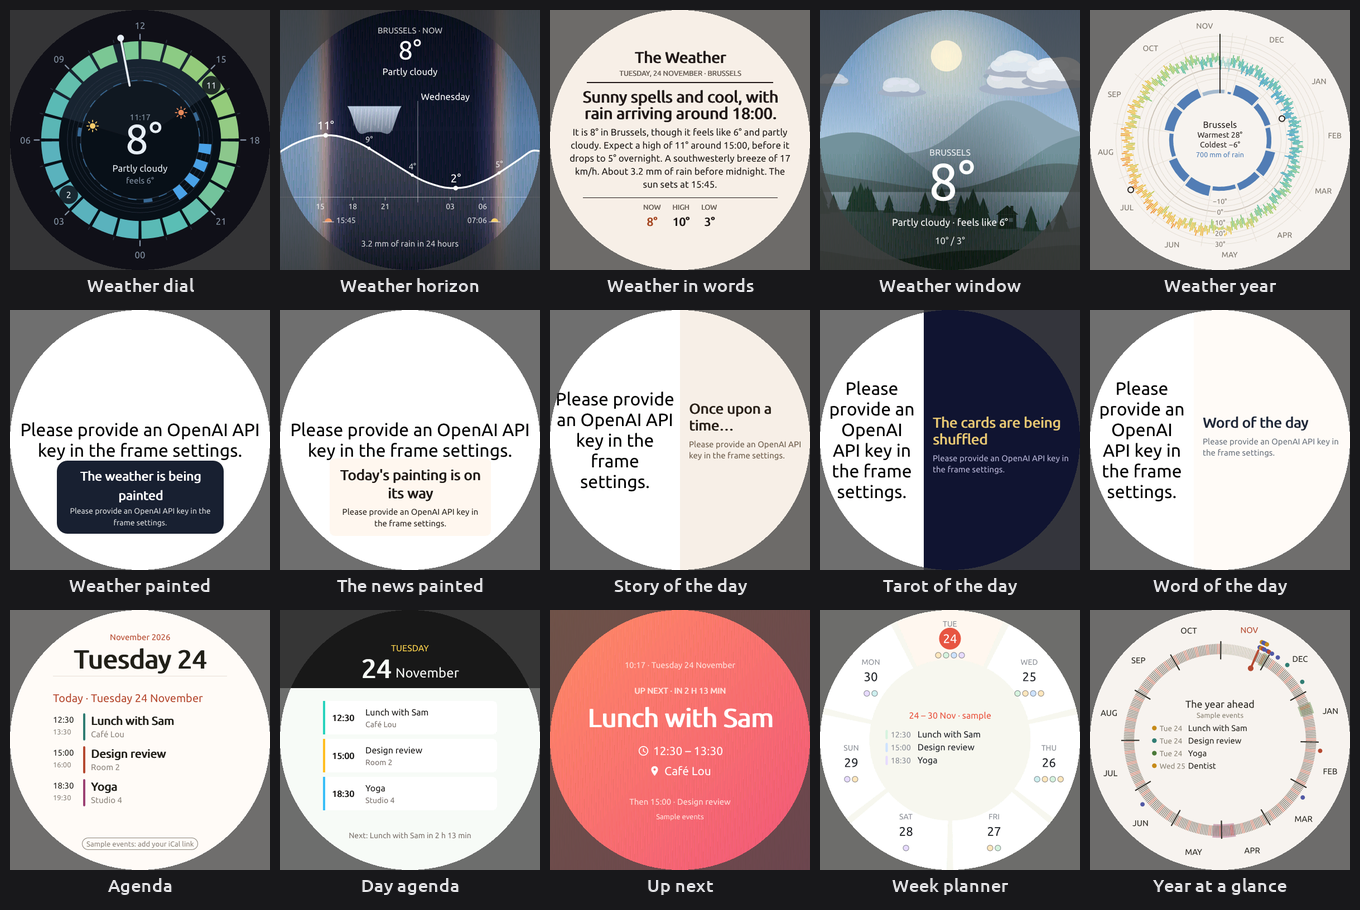 12
09
15
11
11:17
8°
06
18
Partly cloudy
feels 6°
2
03
21
00
Weather dial
BRUSSELS · NOW
8°
Partly cloudy
Wednesday
11°
9°
4°
5°
2°
15
18
21
03
06
15:45
07:06
3.2 mm of rain in 24 hours
Weather horizon
The Weather
TUESDAY, 24 NOVEMBER · BRUSSELS
Sunny spells and cool, with
rain arriving around 18:00.
It is 8° in Brussels, though it feels like 6° and partly
cloudy. Expect a high of 11° around 15:00, before it
drops to 5° overnight. A southwesterly breeze of 17
km/h. About 3.2 mm of rain before midnight. The
sun sets at 15:45.
NOW HIGH LOW
8° 10° 3°
Weather in words
BRUSSELS
8°
Partly cloudy · feels like 6°
10° / 3°
Weather window
NOV
OCT
DEC
SEP
JAN
Brussels
Warmest 28°
Coldest −6°
700 mm of rain
FEB
AUG
MAR
JUL
−10°
0°
10°
20°
30°
APR
JUN
MAY
Weather year
Please provide an OpenAI API
key in the frame settings.
The weather is being
painted
Please provide an OpenAI API key in the
frame settings.
Weather painted
Please provide an OpenAI API
key in the frame settings.
Today's painting is on
its way
Please provide an OpenAI API key in
the frame settings.
The news painted
Please provide
an OpenAI API
key in the
frame
settings.
Once upon a
time…
Please provide an OpenAI API
key in the frame settings.
Story of the day
Please
provide an
OpenAI
API key in
the frame
settings.
The cards are being
shuffled
Please provide an OpenAI API key in
the frame settings.
Tarot of the day
Please
provide an
OpenAI
API key in
the frame
settings.
Word of the day
Please provide an OpenAI API key in the
frame settings.
Word of the day
November 2026
Tuesday 24
Today · Tuesday 24 November
12:30 Lunch with Sam
13:30 Café Lou
15:00 Design review
16:00 Room 2
18:30 Yoga
19:30 Studio 4
Sample events: add your iCal link
Agenda
TUESDAY
24 November
12:30 Lunch with Sam
Café Lou
15:00 Design review
Room 2
18:30 Yoga
Studio 4
Next: Lunch with Sam in 2 h 13 min
Day agenda
10:17 · Tuesday 24 November
UP NEXT · IN 2 H 13 MIN
Lunch with Sam
12:30 – 13:30
Café Lou
Then 15:00 · Design review
Sample events
Up next
TUE
24
MON
30
WED
25
24 – 30 Nov · sample
12:30 Lunch with Sam
15:00 Design review
18:30 Yoga
SUN
29
THU
26
SAT
28
FRI
27
Week planner
OCT
NOV
SEP
DEC
AUG
JAN
The year ahead
Sample events
Tue 24 Lunch with Sam
Tue 24 Design review
Tue 24 Yoga
Wed 25 Dentist
JUL
FEB
JUN
MAR
MAY
APR
Year at a glance